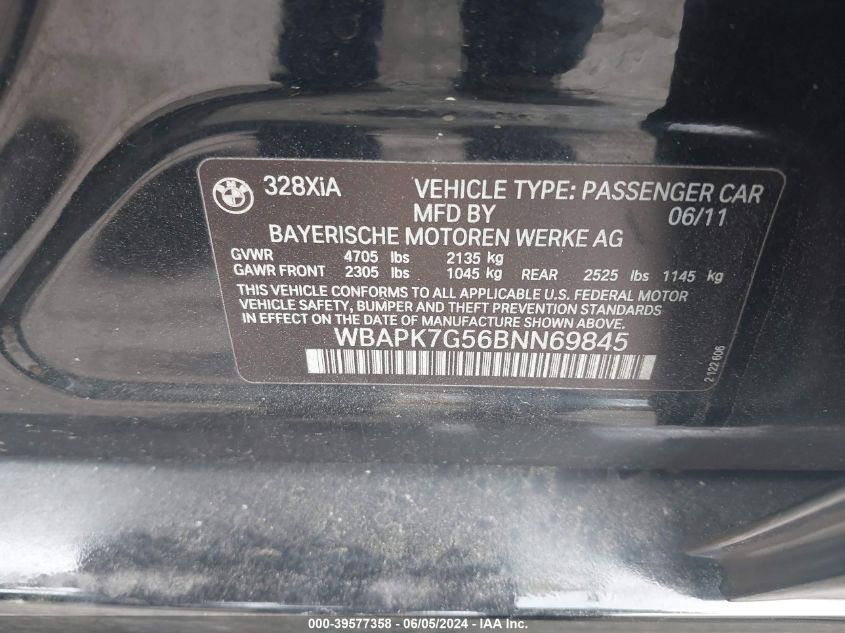 BMW
328XiA VEHICLE TYPE: PASSENGER CAR
MFD BY 06/11
BAYERISCHE MOTOREN WERKE AG
GVWR 4705 lbs 2135 kg
GAWR FRONT 2305 lbs 1045 kg REAR 2525 lbs 1145 kg
THIS VEHICLE CONFORMS TO ALL APPLICABLE U.S. FEDERAL MOTOR
VEHICLE SAFETY, BUMPER AND THEFT PREVENTION STANDARDS
IN EFFECT ON THE DATE OF MANUFACTURE SHOWN ABOVE.
WBAPK7G56BNN69845
2 122 606
000-39577358 - 06/05/2024 - IAA Inc.